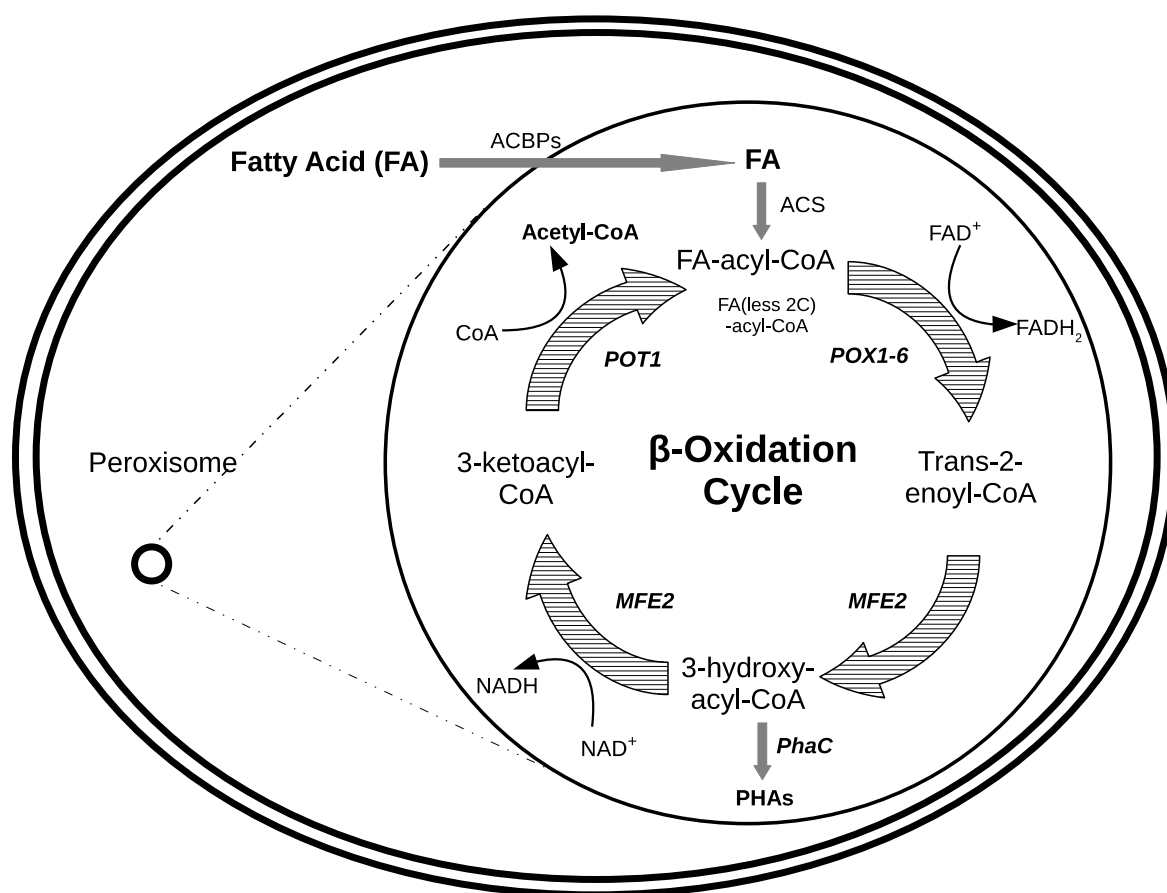 ACBPs
Fatty Acid (FA)
FA
ACS
Acetyl-CoA
FAD⁺
FA-acyl-CoA
FA(less 2C)
-acyl-CoA
CoA
FADH₂
POT1
POX1-6
β-Oxidation
Cycle
Peroxisome
3-ketoacyl-
CoA
Trans-2-
enoyl-CoA
MFE2
MFE2
3-hydroxy-
acyl-CoA
NADH
NAD⁺
PhaC
PHAs